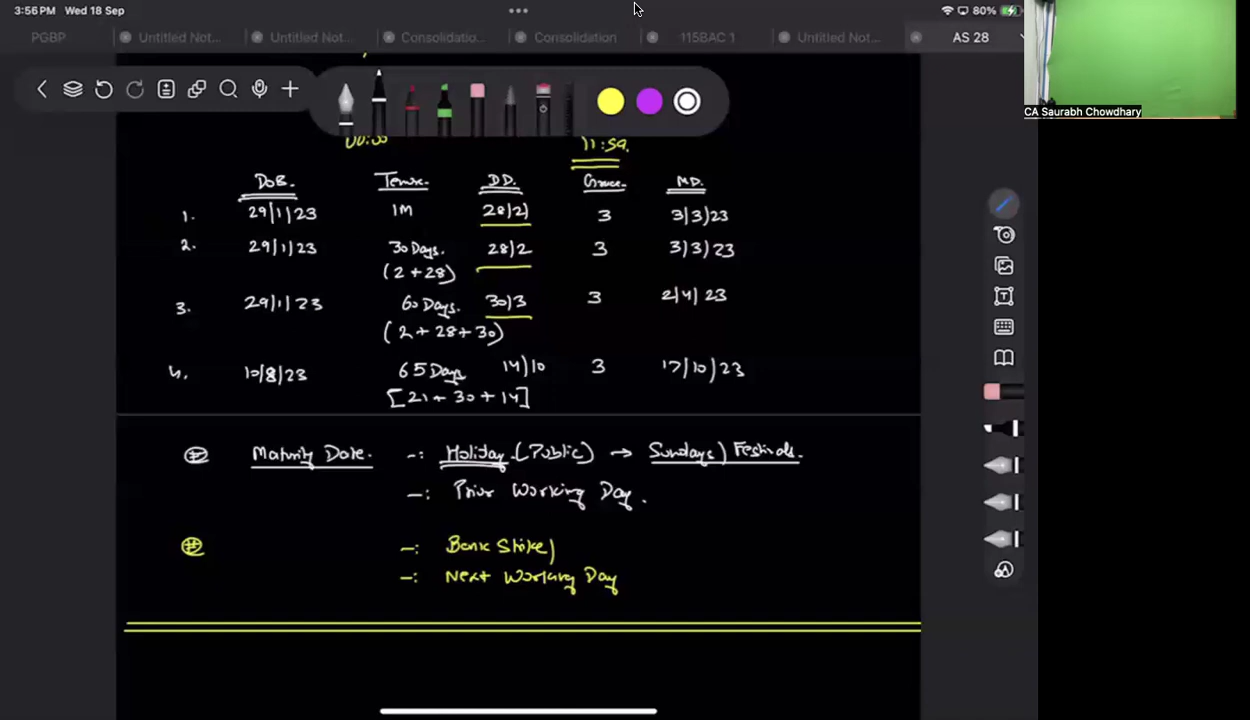 3:56 PM Wed 18 Sep
80%
PGBP
Untitled Not...
Untitled Not...
Consolidatio...
Consolidation
115BAC 1
Untitled Not...
AS 28
CA Saurabh Chowdhary
00:00 11:59
DOB. Tenure. DD. Grace. MD.
1. 29/1/23 1M 28/2/ 3 3/3/23
2. 29/1/23 30 Days. 28/2 3 3/3/23
(2+28)
3. 29/1/23 60 Days. 30/3 3 2/4/23
(2+28+30)
4. 10/8/23 65 Days 14/10 3 17/10/23
[21+30+14]
# Maturity Date. -: Holiday (Public) → Sundays/ Festivals.
-: Prior Working Day.
# -: Bank Strike/
-: Next Working Day